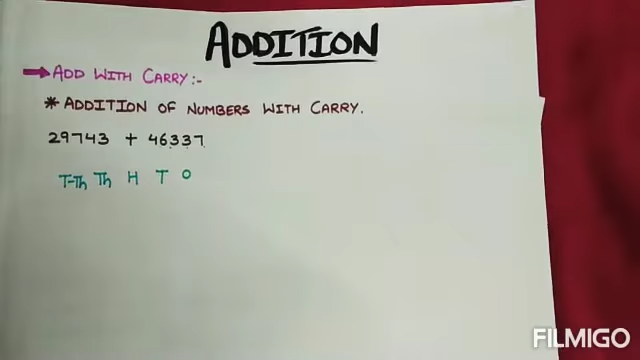 ADDITION
➡ADD WITH CARRY:-
* ADDITION OF NUMBERS WITH CARRY.
29743 + 46337
T-Th Th H T O
FILMIGO